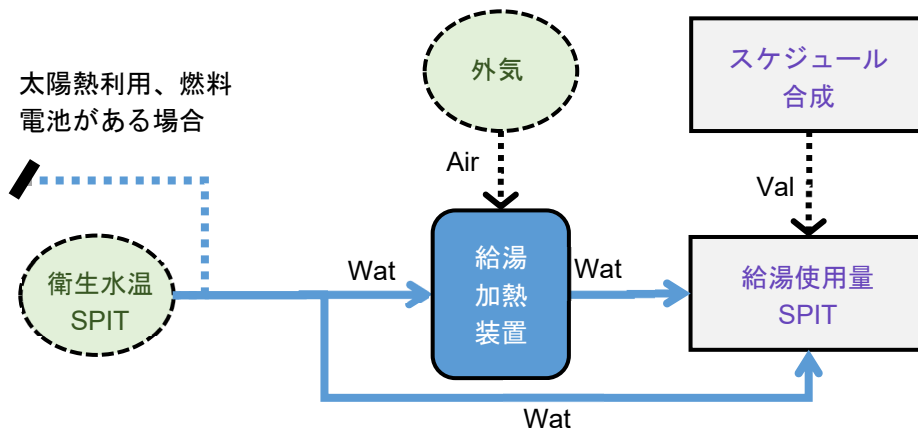 太陽熱利用、燃料
電池がある場合
外気
スケジュール
合成
Air
Val
衛生水温
SPIT
Wat
給湯
加熱
装置
Wat
給湯使用量
SPIT
Wat